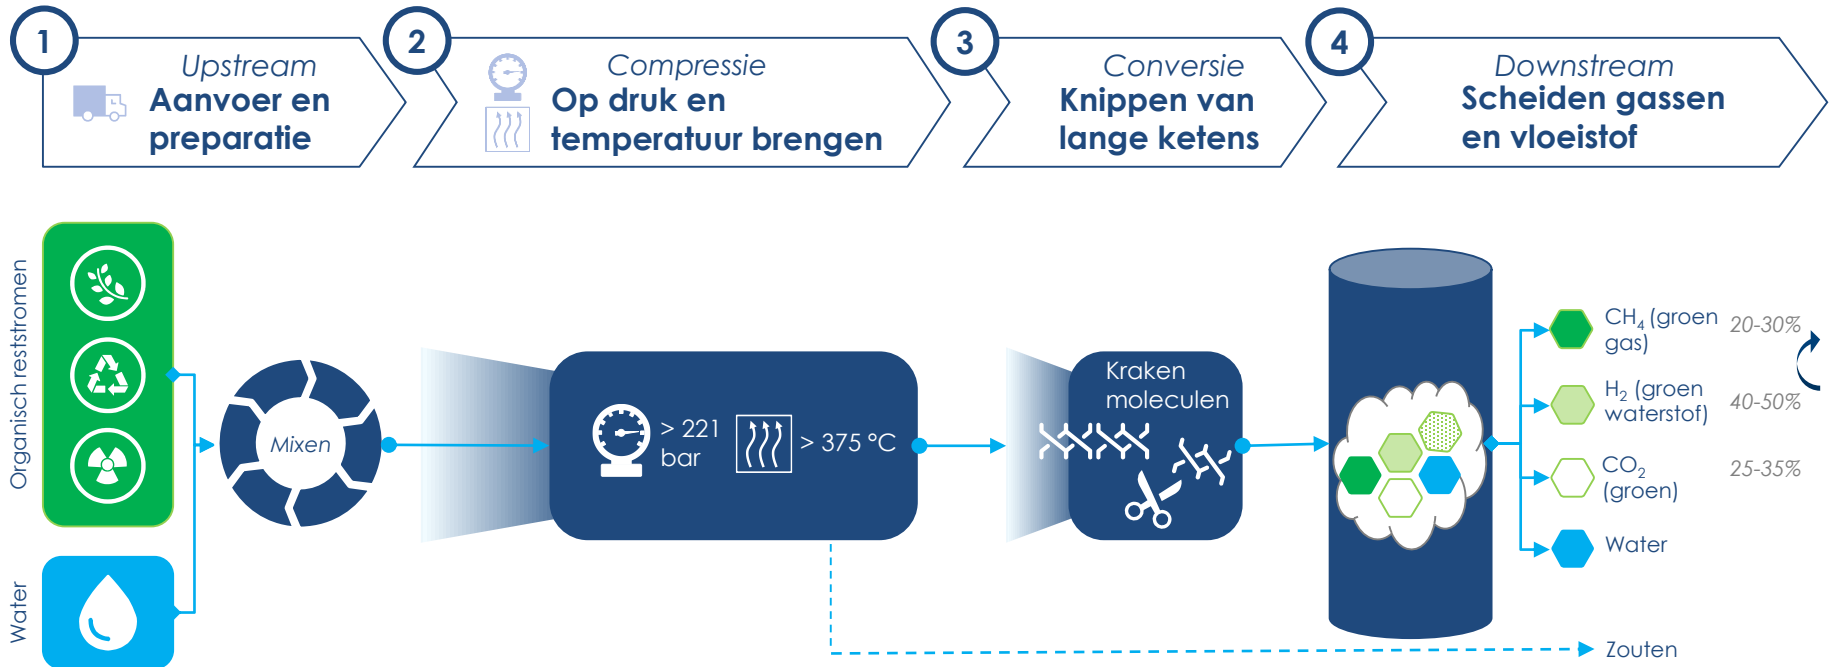 1
Upstream
Aanvoer en
preparatie
2
Compressie
Op druk en
temperatuur brengen
3
Conversie
Knippen van
lange ketens
4
Downstream
Scheiden gassen
en vloeistof
Organisch reststromen
Water
Mixen
> 221
bar
> 375 °C
Kraken
moleculen
CH₄ (groen
gas)
20-30%
H₂ (groen
waterstof)
40-50%
CO₂
(groen)
25-35%
Water
Zouten